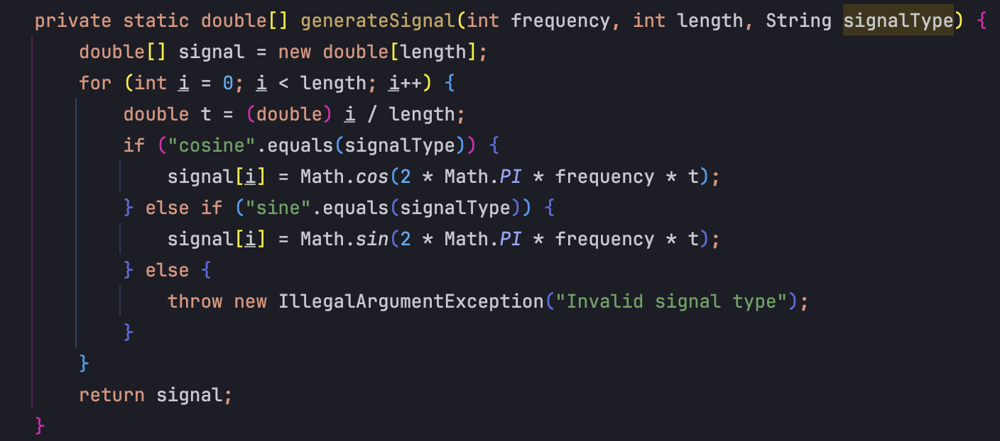 private static double[] generateSignal(int frequency, int length, String signalType) {
    double[] signal = new double[length];
    for (int i = 0; i < length; i++) {
        double t = (double) i / length;
        if ("cosine".equals(signalType)) {
            signal[i] = Math.cos(2 * Math.PI * frequency * t);
        } else if ("sine".equals(signalType)) {
            signal[i] = Math.sin(2 * Math.PI * frequency * t);
        } else {
            throw new IllegalArgumentException("Invalid signal type");
        }
    }
    return signal;
}